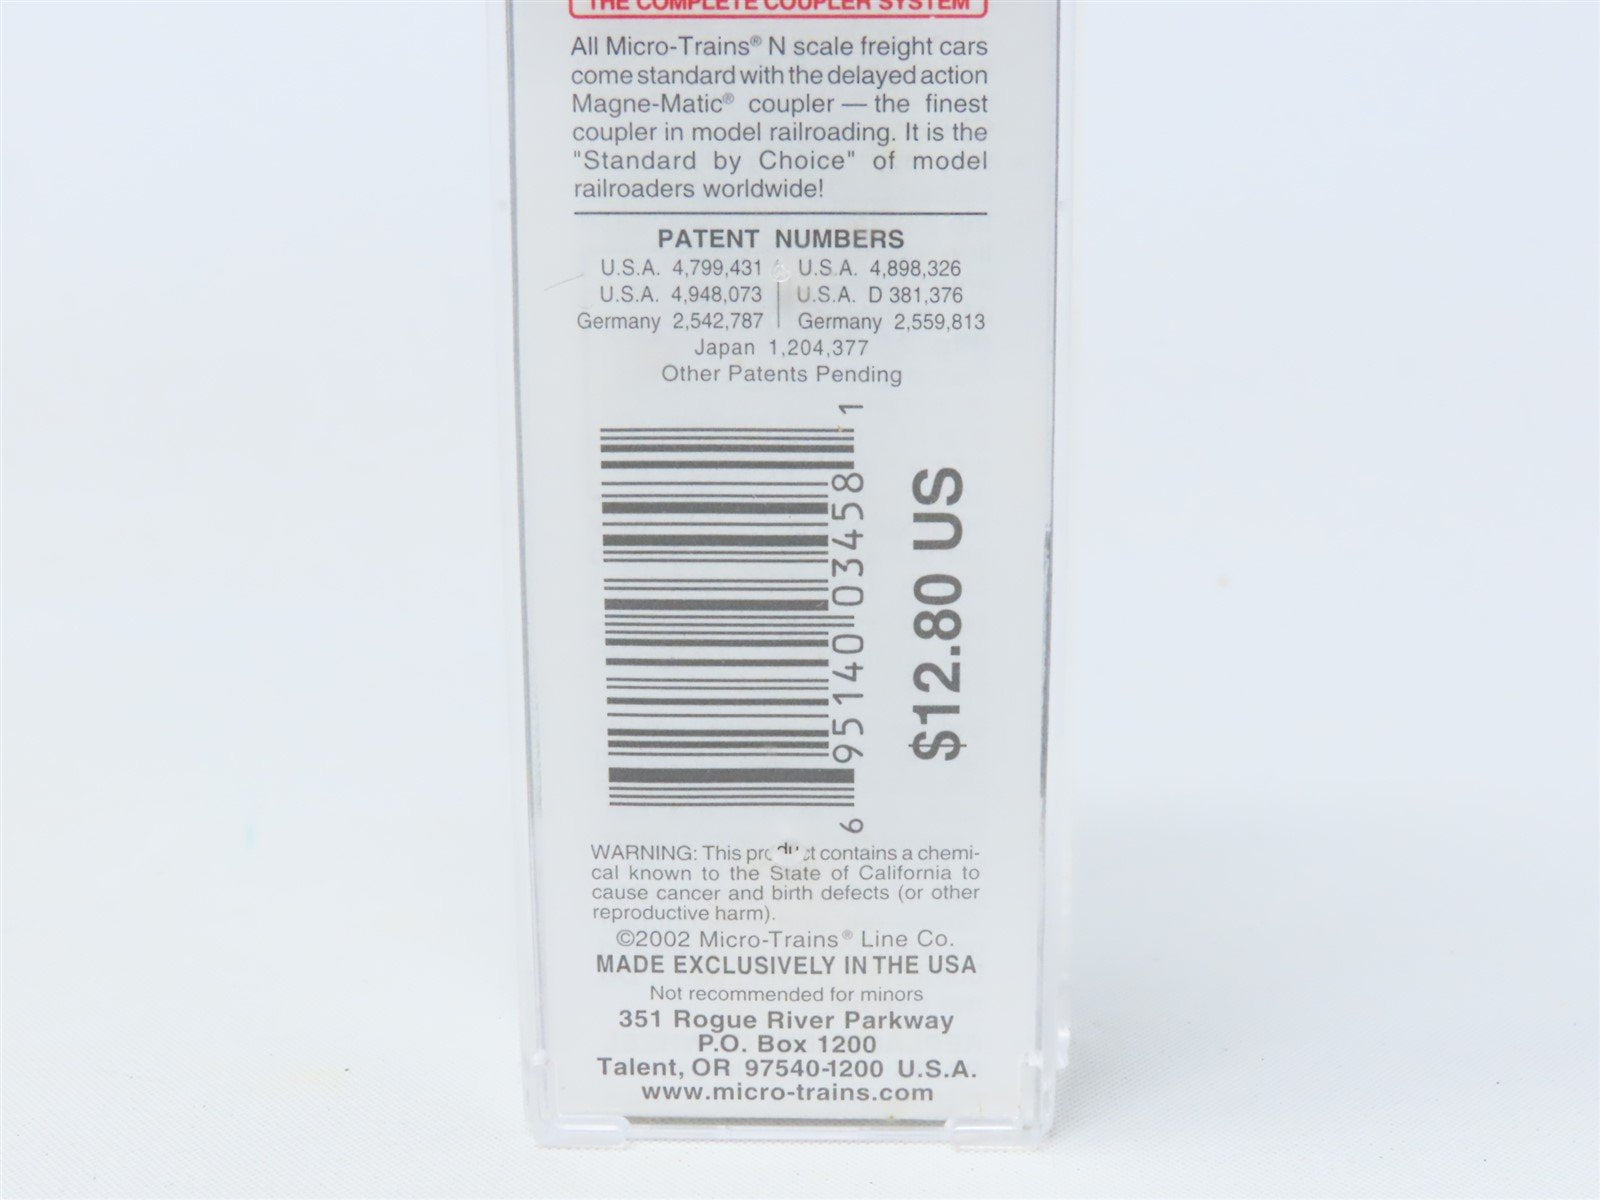 THE COMPLETE COUPLER SYSTEM
All Micro-Trains® N scale freight cars
come standard with the delayed action
Magne-Matic® coupler — the finest
coupler in model railroading. It is the
"Standard by Choice" of model
railroaders worldwide!
PATENT NUMBERS
U.S.A. 4,799,431 U.S.A. 4,898,326
U.S.A. 4,948,073 U.S.A. D 381,376
Germany 2,542,787 Germany 2,559,813
Japan 1,204,377
Other Patents Pending
6 95140 03458 1
$12.80 US
WARNING: This product contains a chemi-
cal known to the State of California to
cause cancer and birth defects (or other
reproductive harm).
©2002 Micro-Trains® Line Co.
MADE EXCLUSIVELY IN THE USA
Not recommended for minors
351 Rogue River Parkway
P.O. Box 1200
Talent, OR 97540-1200 U.S.A.
www.micro-trains.com